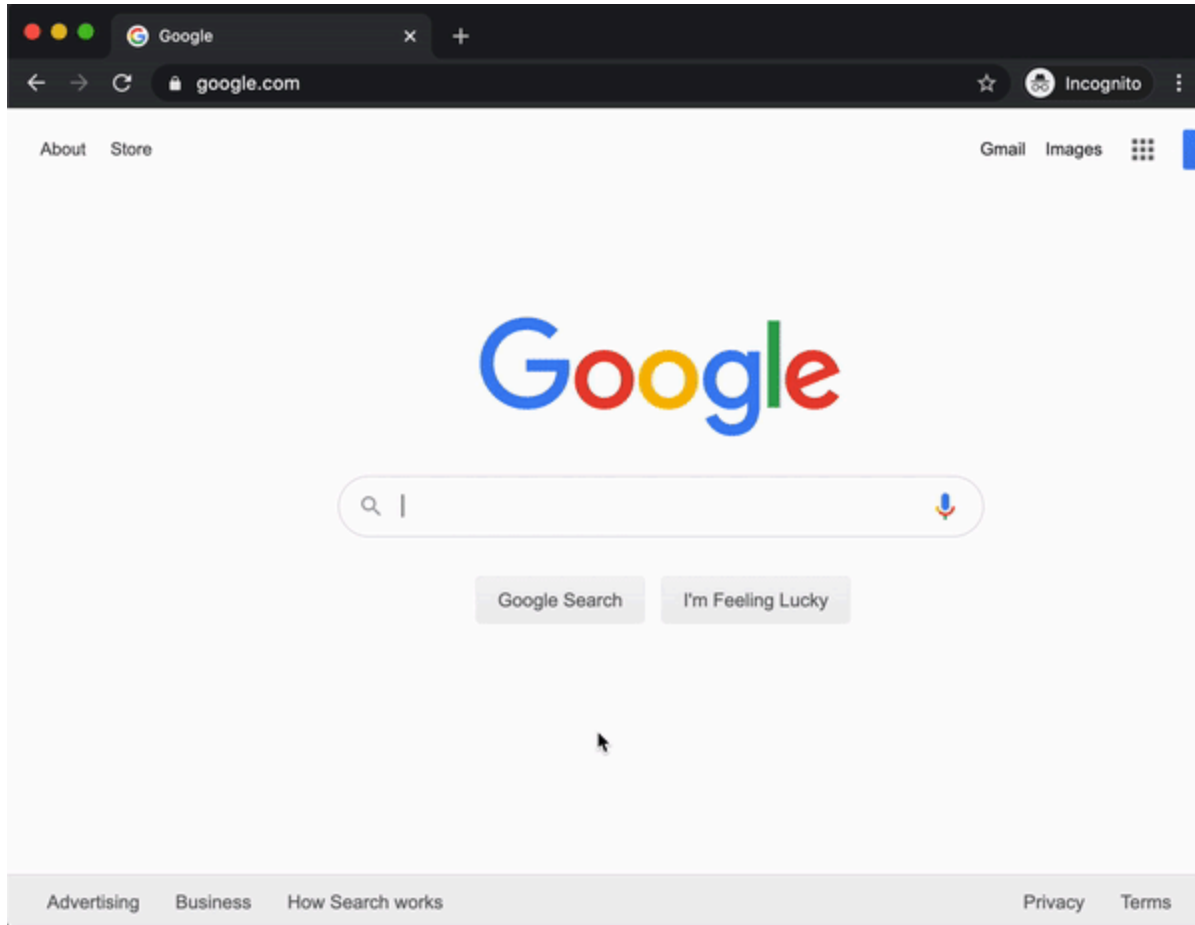 Google
google.com
Incognito
About Store
Gmail Images
Google
Google Search I'm Feeling Lucky
Advertising Business How Search works
Privacy Terms